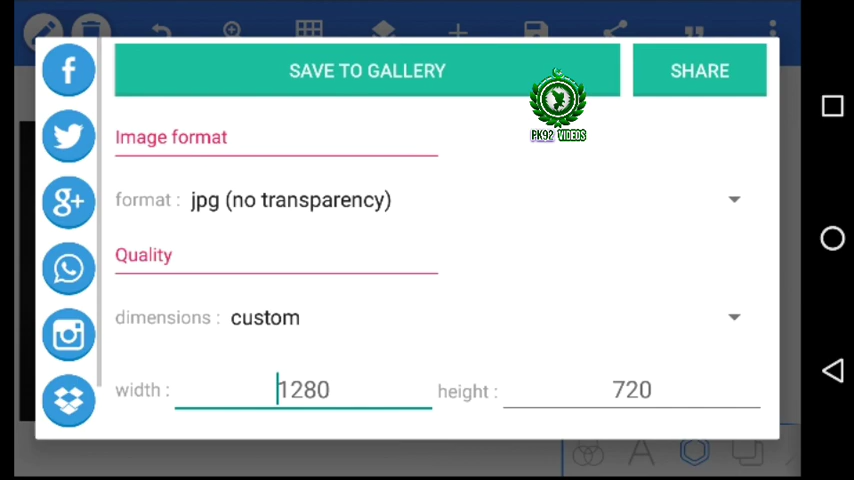 SAVE TO GALLERY
SHARE
PK92 VIDEOS
Image format
format : jpg (no transparency)
Quality
dimensions : custom
width : 1280 height : 720